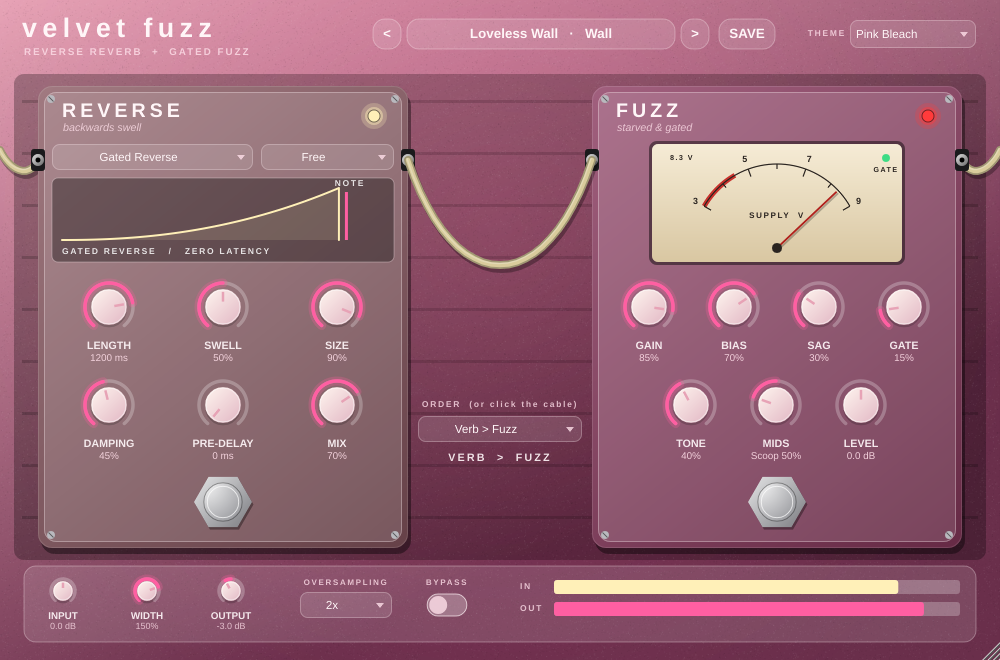 velvet fuzz
REVERSE REVERB + GATED FUZZ
< Loveless Wall · Wall > SAVE
THEME Pink Bleach
REVERSE
backwards swell
Gated Reverse Free
NOTE
GATED REVERSE / ZERO LATENCY
LENGTH SWELL SIZE
1200 ms 50% 90%
DAMPING PRE-DELAY MIX
45% 0 ms 70%
ORDER (or click the cable)
Verb > Fuzz
VERB > FUZZ
FUZZ
starved & gated
8.3 V 5 7 GATE
3 9
SUPPLY V
GAIN BIAS SAG GATE
85% 70% 30% 15%
TONE MIDS LEVEL
40% Scoop 50% 0.0 dB
INPUT WIDTH OUTPUT
0.0 dB 150% -3.0 dB
OVERSAMPLING BYPASS
2x
IN
OUT